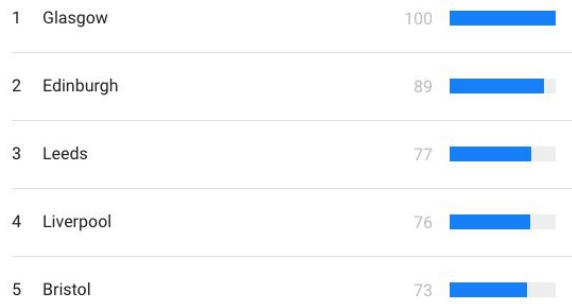 1 Glasgow 100
2 Edinburgh 89
3 Leeds 77
4 Liverpool 76
5 Bristol 73